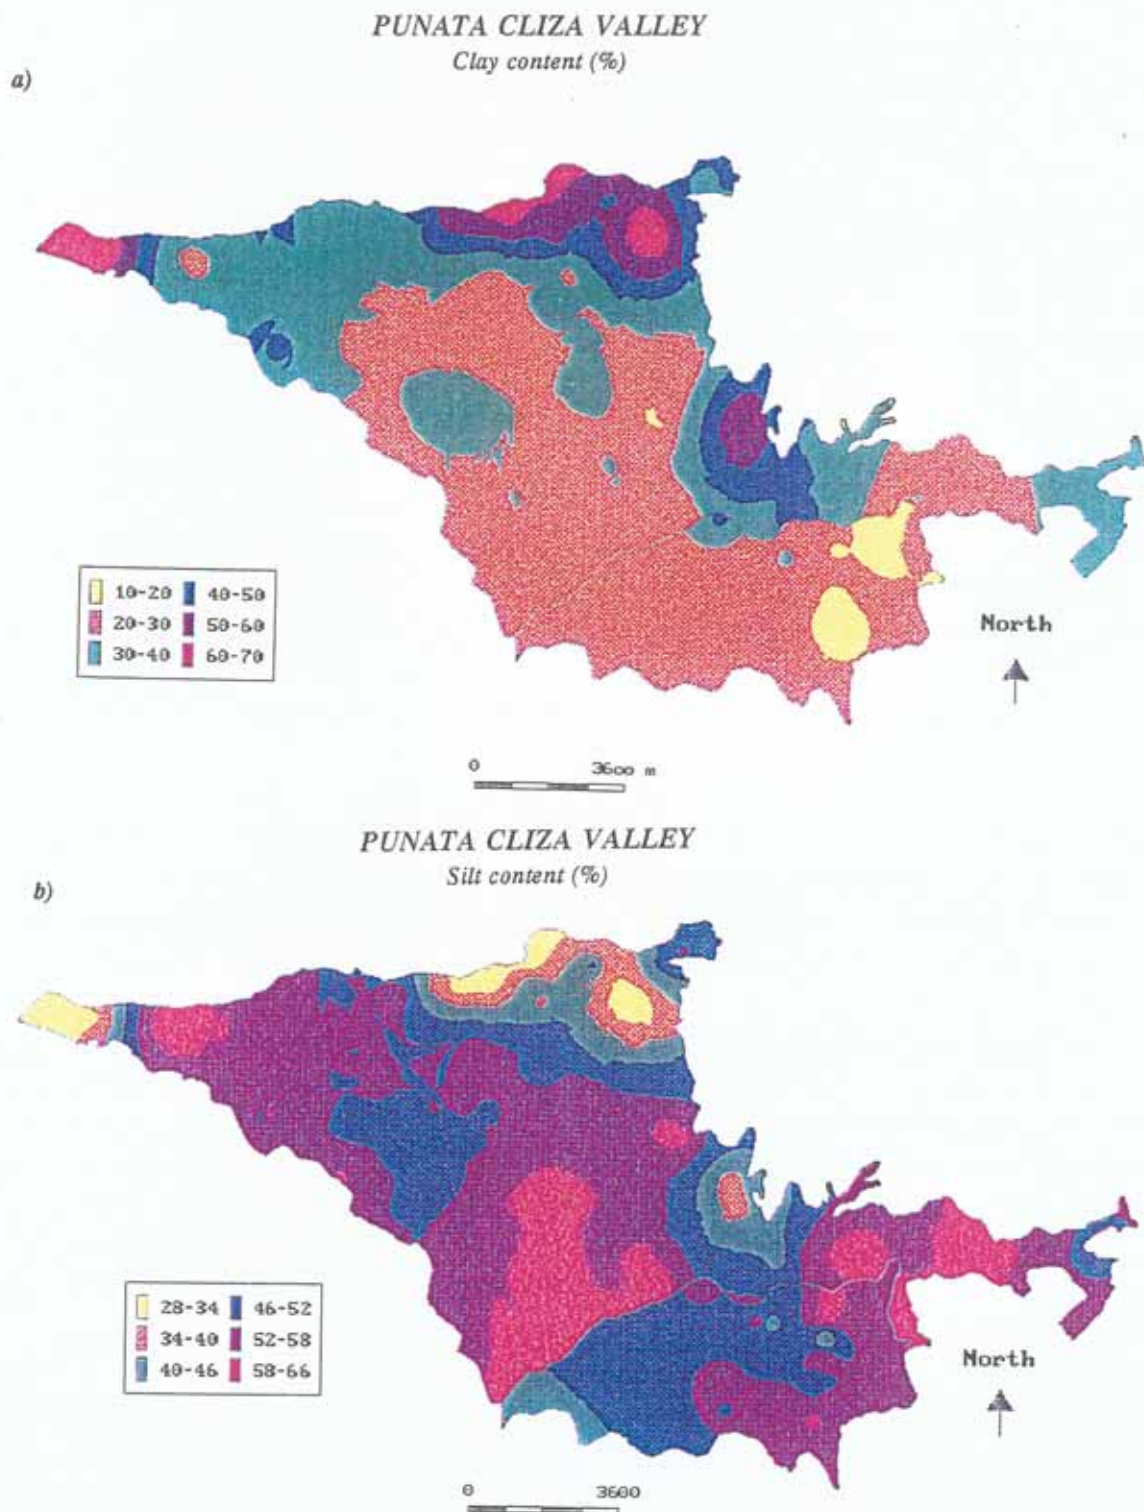 PUNATA CLIZA VALLEY
Clay content (%)
a)
10-20 40-50
20-30 50-60
30-40 60-70
North
0 3600 m
PUNATA CLIZA VALLEY
Silt content (%)
b)
28-34 46-52
34-40 52-58
40-46 58-66
North
0 3600